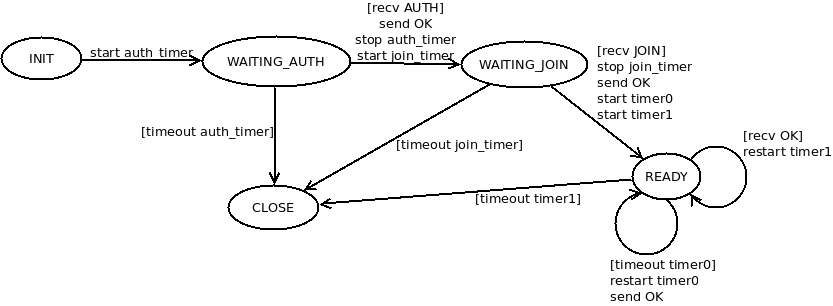 [recv AUTH]
send OK
stop auth_timer
start join_timer
INIT
start auth_timer
WAITING_AUTH
WAITING_JOIN
[recv JOIN]
stop join_timer
send OK
start timer0
start timer1
[timeout auth_timer]
[timeout join_timer]
[recv OK]
restart timer1
READY
CLOSE
[timeout timer1]
[timeout timer0]
restart timer0
send OK